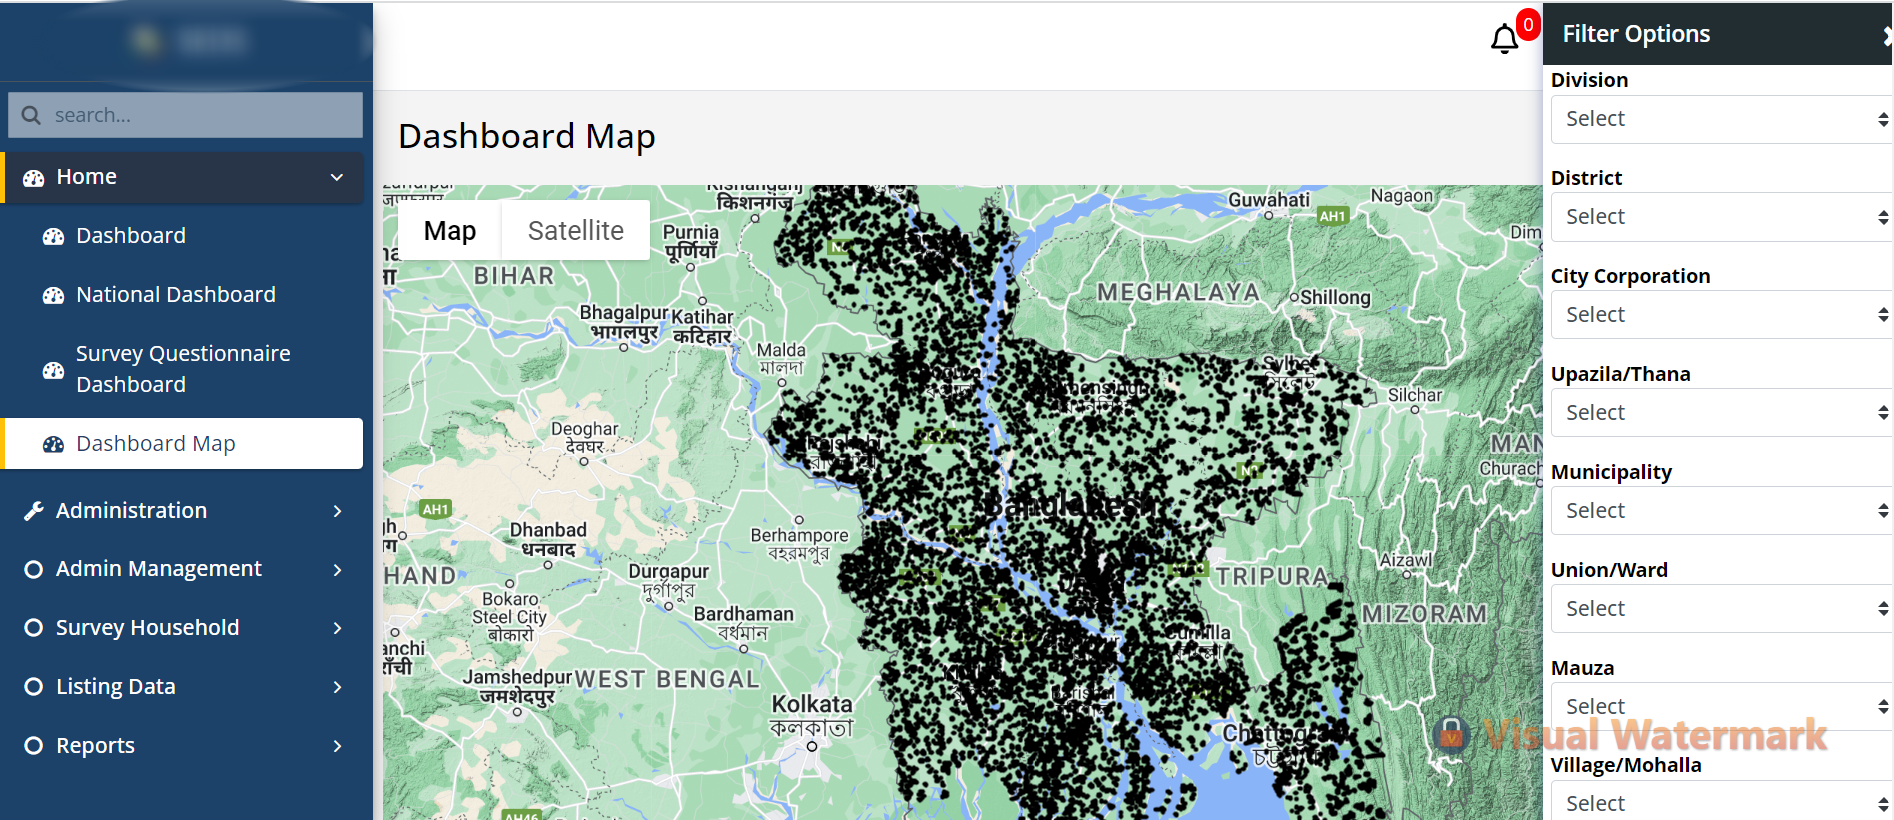 search...
Home
Dashboard
National Dashboard
Survey Questionnaire
Dashboard
Dashboard Map
Administration
Admin Management
Survey Household
Listing Data
Reports
0
Dashboard Map
Map
Satellite
किशनगंज
Purnia
पूर्णियाँ
BIHAR
Bhagalpur
भागलपुर
Katihar
कटिहार
Malda
মালদা
Deoghar
देवघर
AH1
Dhanbad
धनबाद
Berhampore
বহরমপুর
HAND
Durgapur
দুর্গাপুর
Bokaro
Steel City
बोकारो
Bardhaman
বর্ধমান
anchi
राँची
Jamshedpur
जमशेदपुर
WEST BENGAL
Kolkata
কলকাতা
AH46
Guwahati
AH1
Nagaon
Dim
MEGHALAYA
Shillong
Silchar
MAN
Churach
Bangladesh
Aizawl
TRIPURA
MIZORAM
Filter Options
Division
Select
District
Select
City Corporation
Select
Upazila/Thana
Select
Municipality
Select
Union/Ward
Select
Mauza
Select
Visual Watermark
Village/Mohalla
Select